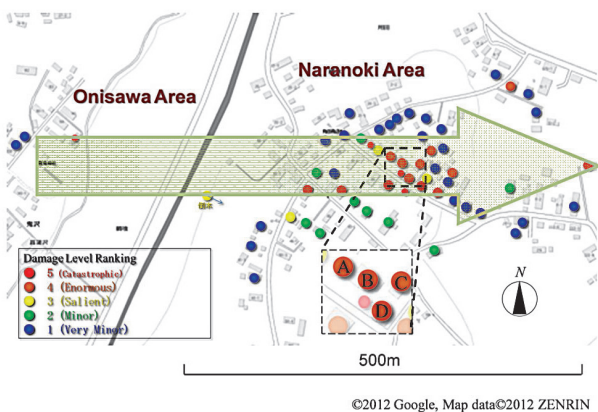 Narenoki Area
Onisawa Area
Damage Level Ranking
5 (Catastrophic)
4 (Enormous)
3 (Salient)
2 (Minor)
1 (Very Minor)
A
B
C
D
N
500m
©2012 Google, Map data©2012 ZENRIN